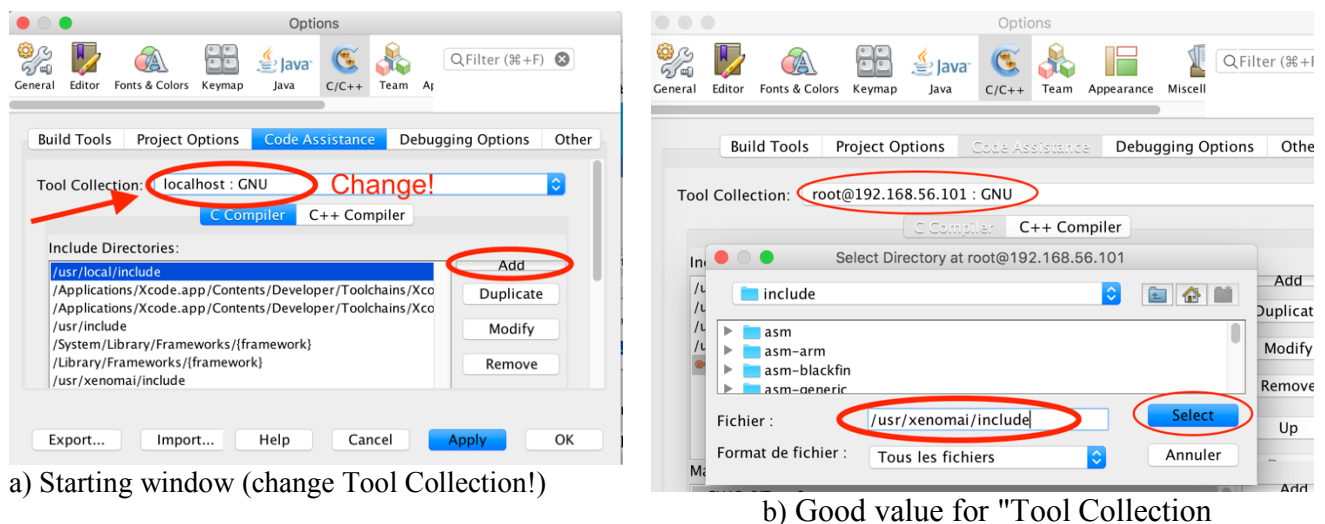 Options
Filter (⌘+F)
General Editor Fonts & Colors Keymap Java C/C++ Team
Build Tools Project Options Code Assistance Debugging Options Other
Tool Collection: localhost : GNU Change!
C Compiler C++ Compiler
Include Directories:
/usr/local/include
/Applications/Xcode.app/Contents/Developer/Toolchains/Xco
/Applications/Xcode.app/Contents/Developer/Toolchains/Xco
/usr/include
/System/Library/Frameworks/{framework}
/Library/Frameworks/{framework}
/usr/xenomai/include
Add
Duplicate
Modify
Remove
Export... Import... Help Cancel Apply OK
a) Starting window (change Tool Collection!)
Options
Filter (⌘+F
General Editor Fonts & Colors Keymap Java C/C++ Team Appearance Miscell
Build Tools Project Options Code Assistance Debugging Options Othe
Tool Collection: root@192.168.56.101 : GNU
C Compiler C++ Compiler
Select Directory at root@192.168.56.101
include
asm
asm-arm
asm-blackfin
asm-generic
Fichier : /usr/xenomai/include Select
Format de fichier : Tous les fichiers Annuler
Add
Duplicat
Modify
Remove
Up
Add
b) Good value for "Tool Collection